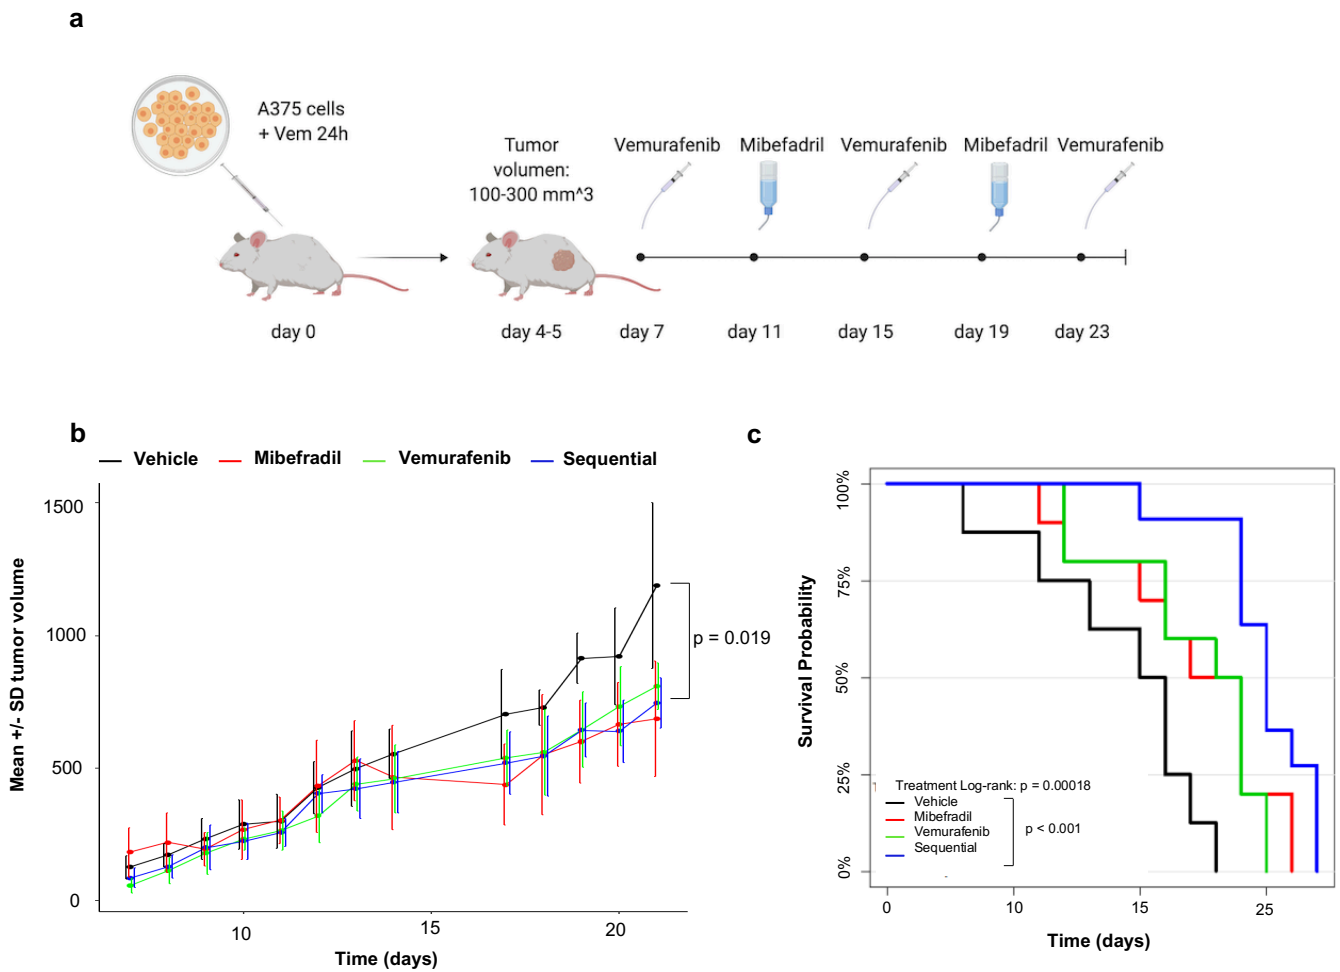 a
A375 cells
+ Vem 24h
Tumor
volumen:
100-300 mm^3
Vemurafenib
Mibefadril
Vemurafenib
Mibefadril
Vemurafenib
day 0
day 4-5
day 7
day 11
day 15
day 19
day 23
b
Vehicle
Mibefradil
Vemurafenib
Sequential
Mean +/- SD tumor volume
1500
1000
500
0
10
15
20
Time (days)
p = 0.019
c
Survival Probability
100%
75%
50%
25%
0%
Treatment Log-rank: p = 0.00018
Vehicle
Mibefradil
Vemurafenib
Sequential
p < 0.001
0
10
15
25
Time (days)